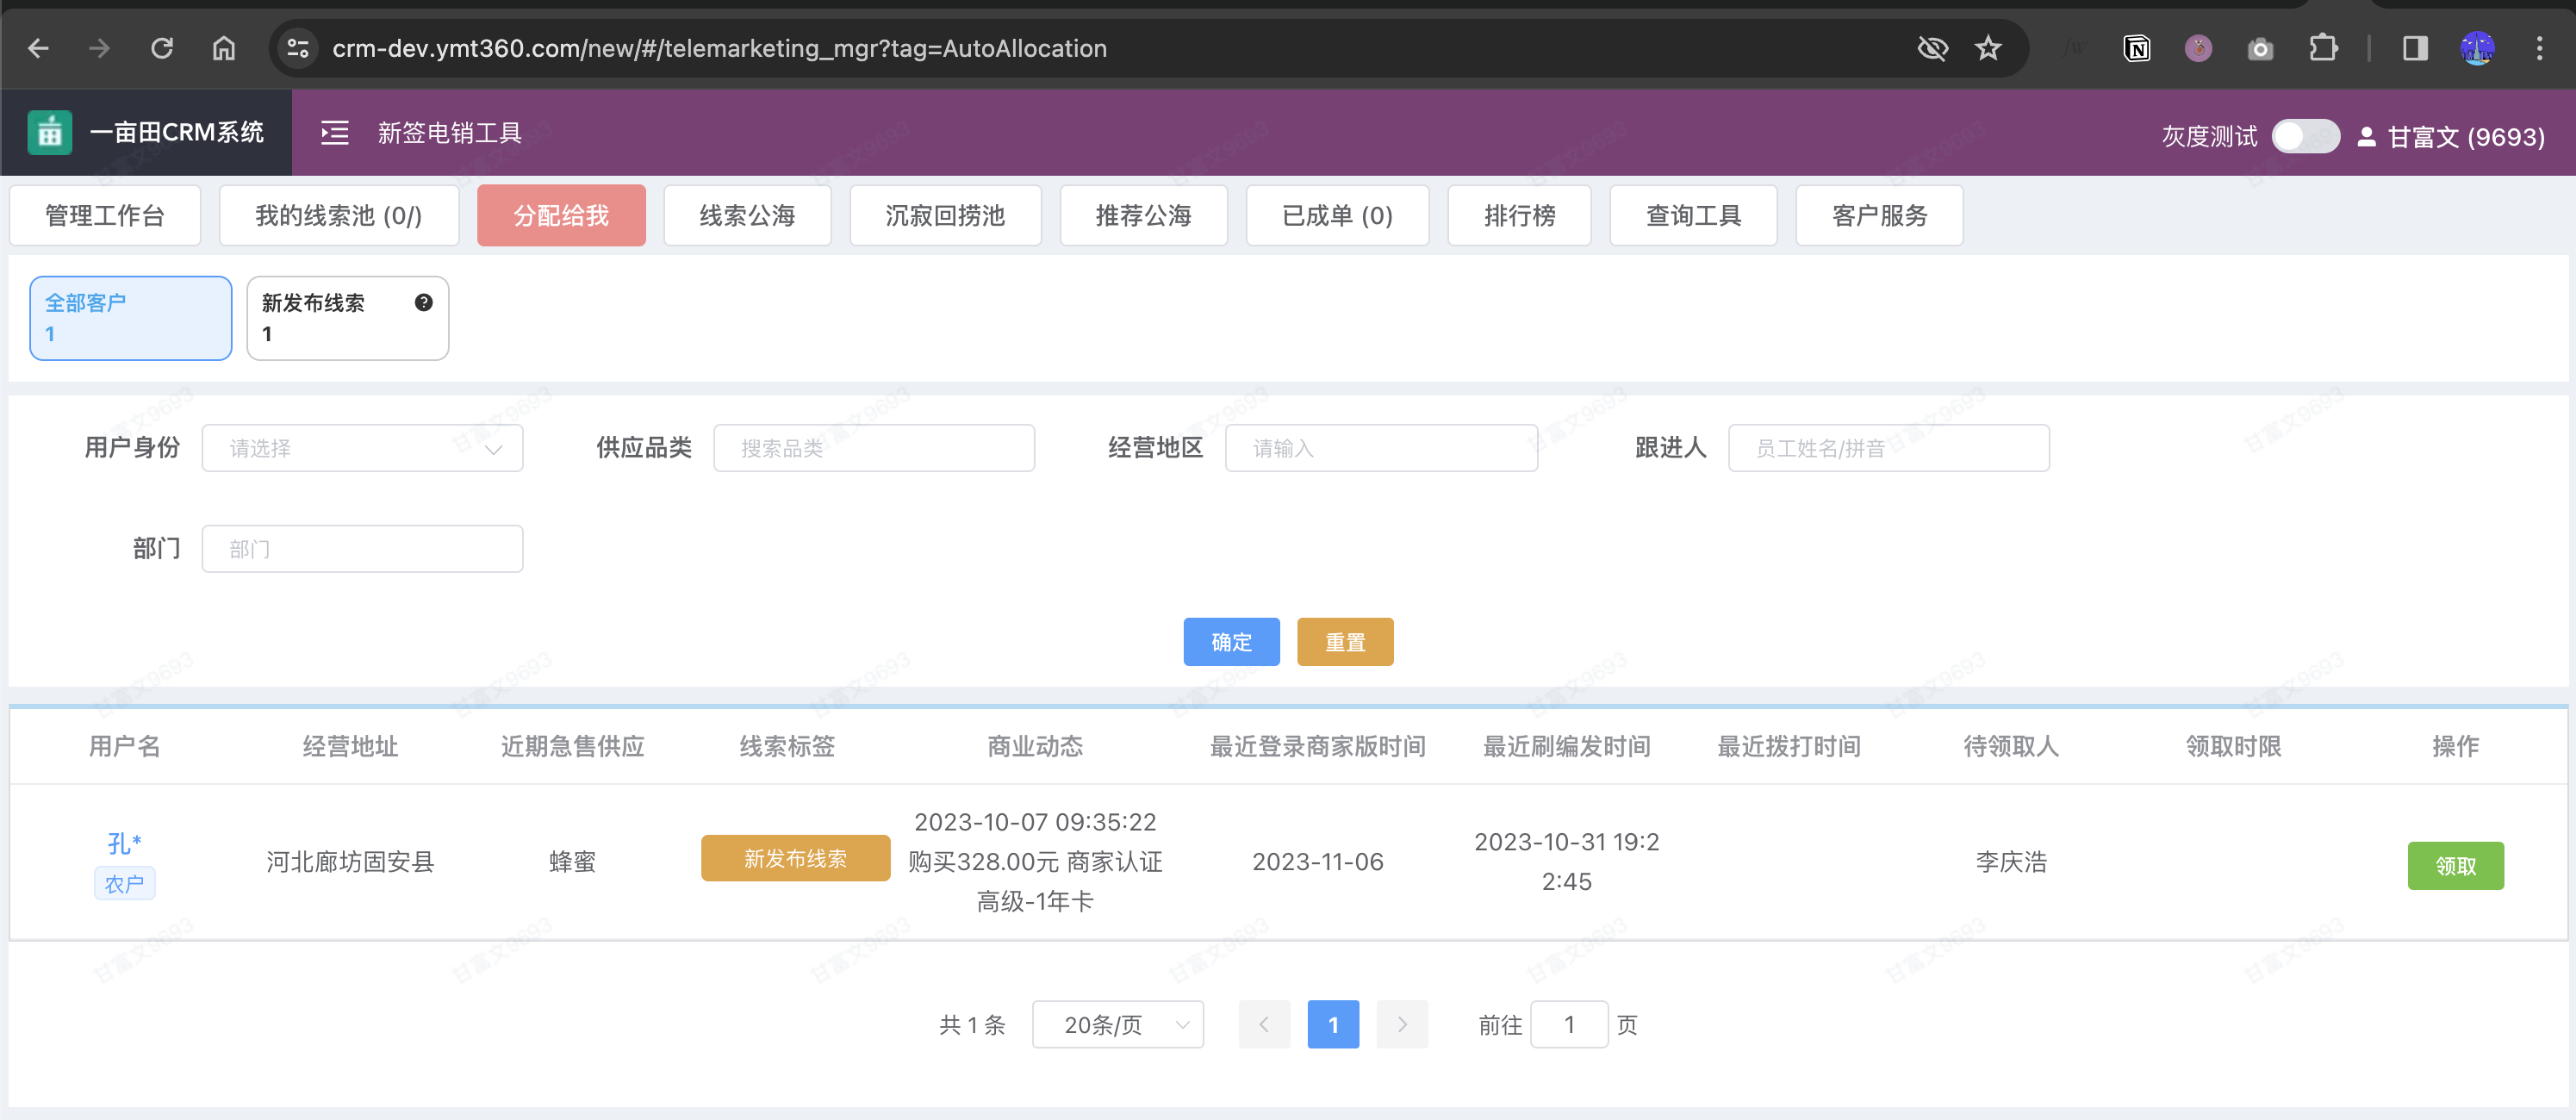 crm-dev.ymt360.com/new/#/telemarketing_mgr?tag=AutoAllocation
一亩田CRM系统
新签电销工具
灰度测试
甘富文 (9693)
管理工作台
我的线索池 (0/)
分配给我
线索公海
沉寂回捞池
推荐公海
已成单 (0)
排行榜
查询工具
客户服务
全部客户
1
新发布线索
1
用户身份
请选择
供应品类
搜索品类
经营地区
请输入
跟进人
员工姓名/拼音
部门
部门
确定
重置
用户名
经营地址
近期急售供应
线索标签
商业动态
最近登录商家版时间
最近刷编发时间
最近拨打时间
待领取人
领取时限
操作
孔*
农户
河北廊坊固安县
蜂蜜
新发布线索
2023-10-07 09:35:22
购买328.00元 商家认证
高级-1年卡
2023-11-06
2023-10-31 19:2
2:45
李庆浩
领取
共 1 条
20条/页
1
前往
1
页
甘富文9693